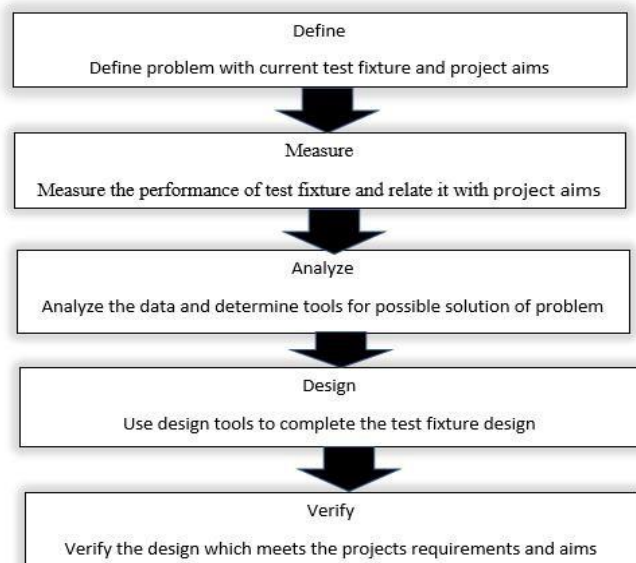 Define
Define problem with current test fixture and project aims
Measure
Measure the performance of test fixture and relate it with project aims
Analyze
Analyze the data and determine tools for possible solution of problem
Design
Use design tools to complete the test fixture design
Verify
Verify the design which meets the projects requirements and aims